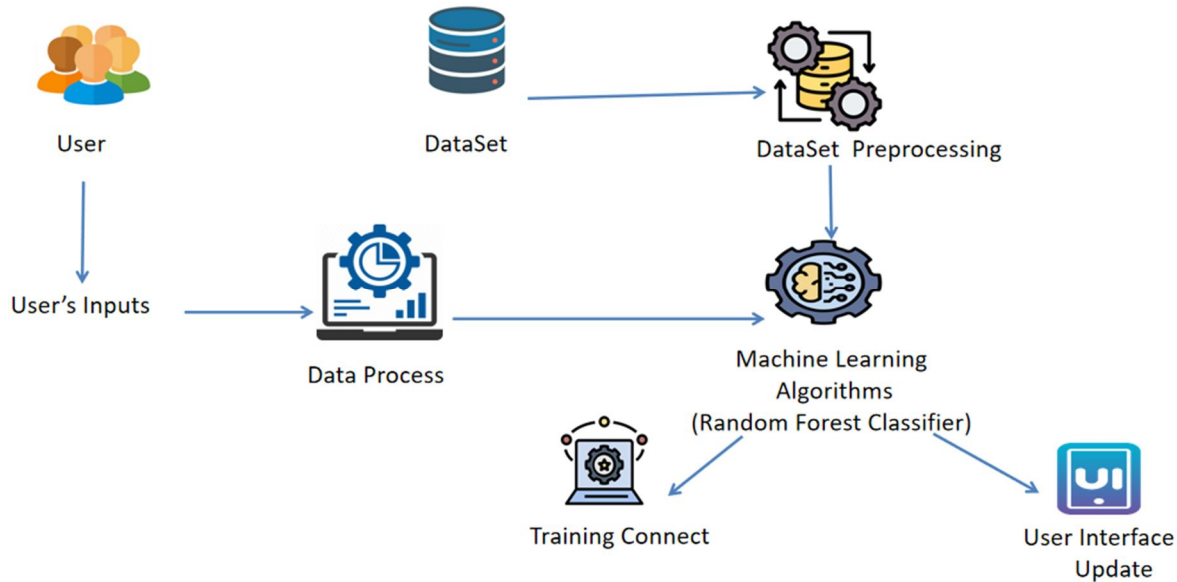 User
DataSet
DataSet Preprocessing
User's Inputs
Data Process
Machine Learning
Algorithms
(Random Forest Classifier)
Training Connect
UI
User Interface
Update